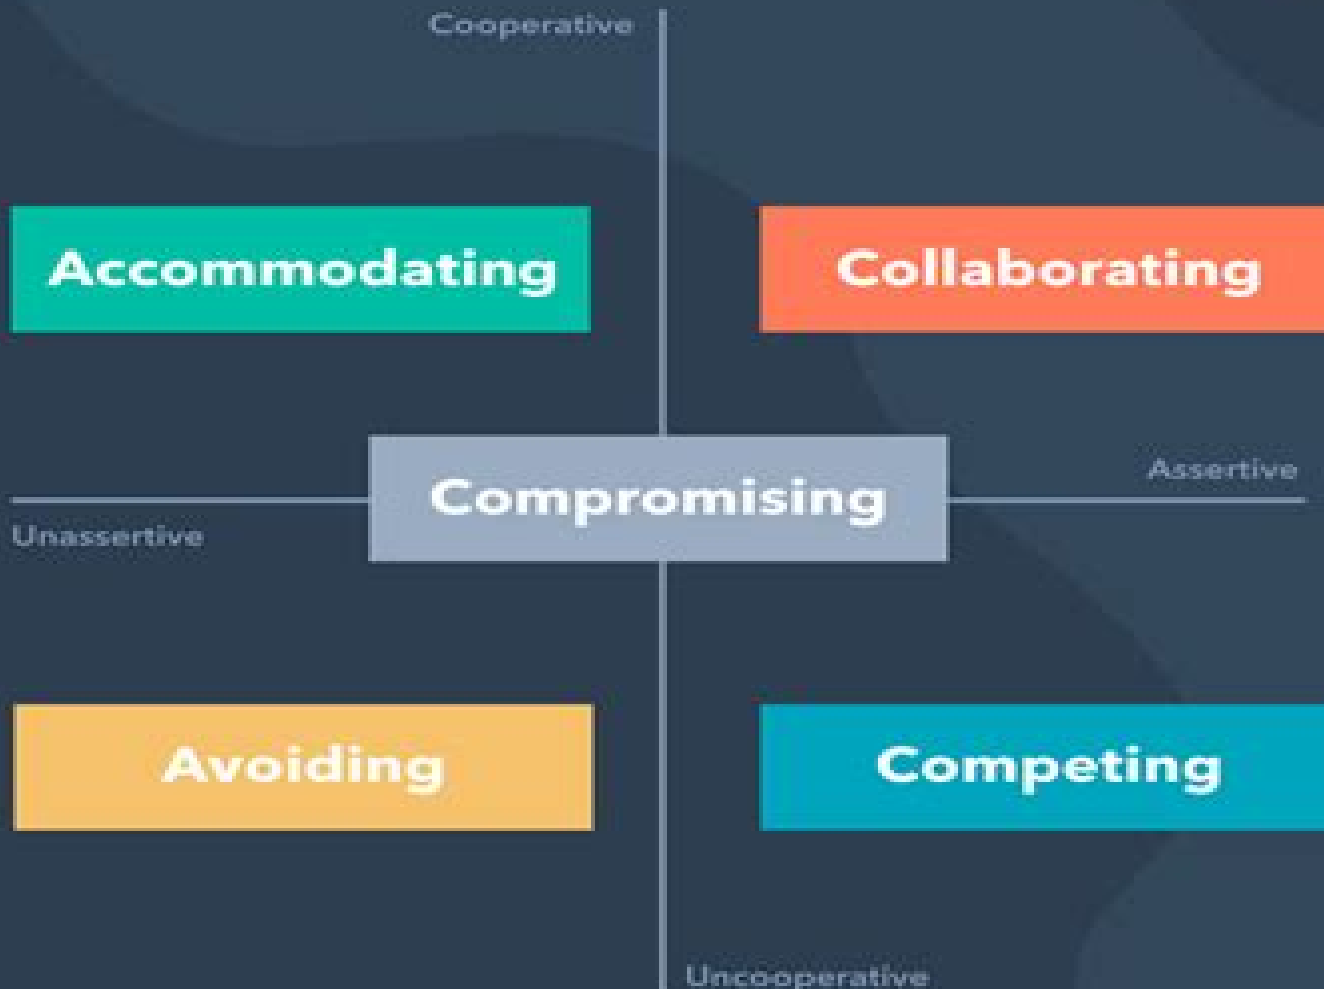 Cooperative
Accommodating
Collaborating
Assertive
Compromising
Unassertive
Avoiding
Competing
Uncooperative